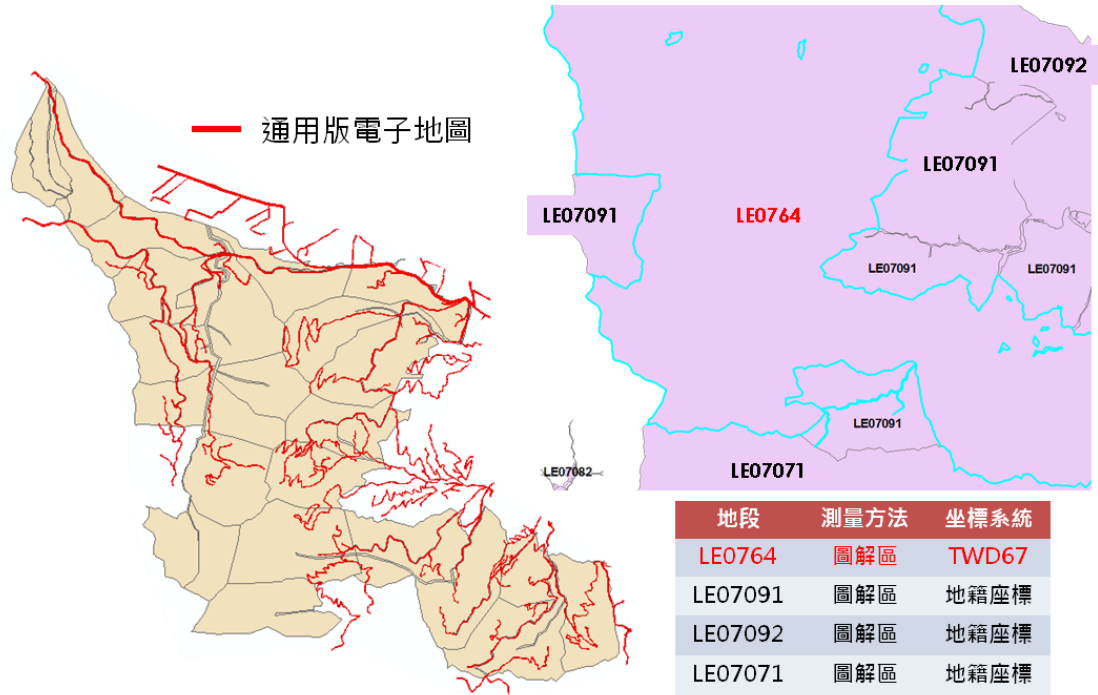 通用版電子地圖
LE07092
LE07091
LE07091
LE0764
LE07091
LE07091
LE07091
LE07082
LE07071
地段 測量方法 坐標系統
LE0764 圖解區 TWD67
LE07091 圖解區 地籍座標
LE07092 圖解區 地籍座標
LE07071 圖解區 地籍座標